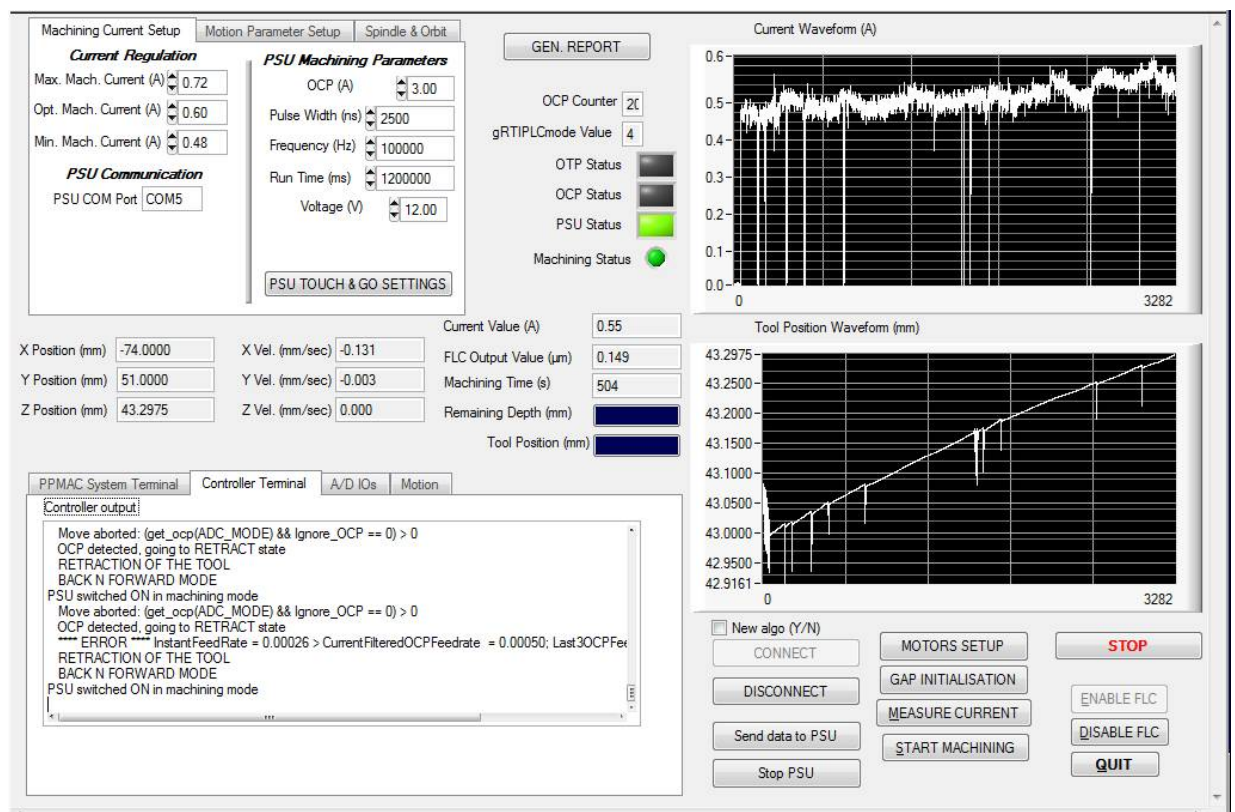 Machining Current Setup
Motion Parameter Setup
Spindle & Orbit
Current Regulation
Max. Mach. Current (A) 0.72
Opt. Mach. Current (A) 0.60
Min. Mach. Current (A) 0.48
PSU Communication
PSU COM Port COM5
PSU Machining Parameters
OCP (A) 3.00
Pulse Width (ns) 2500
Frequency (Hz) 100000
Run Time (ms) 1200000
Voltage (V) 12.00
PSU TOUCH & GO SETTINGS
GEN. REPORT
OCP Counter
gRTIPLCmode Value 4
OTP Status
OCP Status
PSU Status
Machining Status
Current Waveform (A)
0.6
0.5
0.4
0.3
0.2
0.1
0.0
0 3282
X Position (mm) -74.0000
Y Position (mm) 51.0000
Z Position (mm) 43.2975
X Vel. (mm/sec) -0.131
Y Vel. (mm/sec) -0.003
Z Vel. (mm/sec) 0.000
Current Value (A) 0.55
FLC Output Value (µm) 0.149
Machining Time (s) 504
Remaining Depth (mm)
Tool Position (mm)
Tool Position Waveform (mm)
43.2975
43.2500
43.2000
43.1500
43.1000
43.0500
43.0000
42.9500
42.9161
0 3282
PPMAC System Terminal
Controller Terminal
A/D IOs
Motion
Controller output
Move aborted: (get_ocp(ADC_MODE) && Ignore_OCP == 0) > 0
OCP detected, going to RETRACT state
RETRACTION OF THE TOOL
BACK N FORWARD MODE
PSU switched ON in machining mode
Move aborted: (get_ocp(ADC_MODE) && Ignore_OCP == 0) > 0
OCP detected, going to RETRACT state
**** ERROR **** InstantFeedRate = 0.00026 > CurrentFilteredOCPFeedrate = 0.00050; Last3OCPFee
RETRACTION OF THE TOOL
BACK N FORWARD MODE
PSU switched ON in machining mode
New algo (Y/N)
CONNECT
DISCONNECT
Send data to PSU
Stop PSU
MOTORS SETUP
GAP INITIALISATION
MEASURE CURRENT
START MACHINING
STOP
ENABLE FLC
DISABLE FLC
QUIT